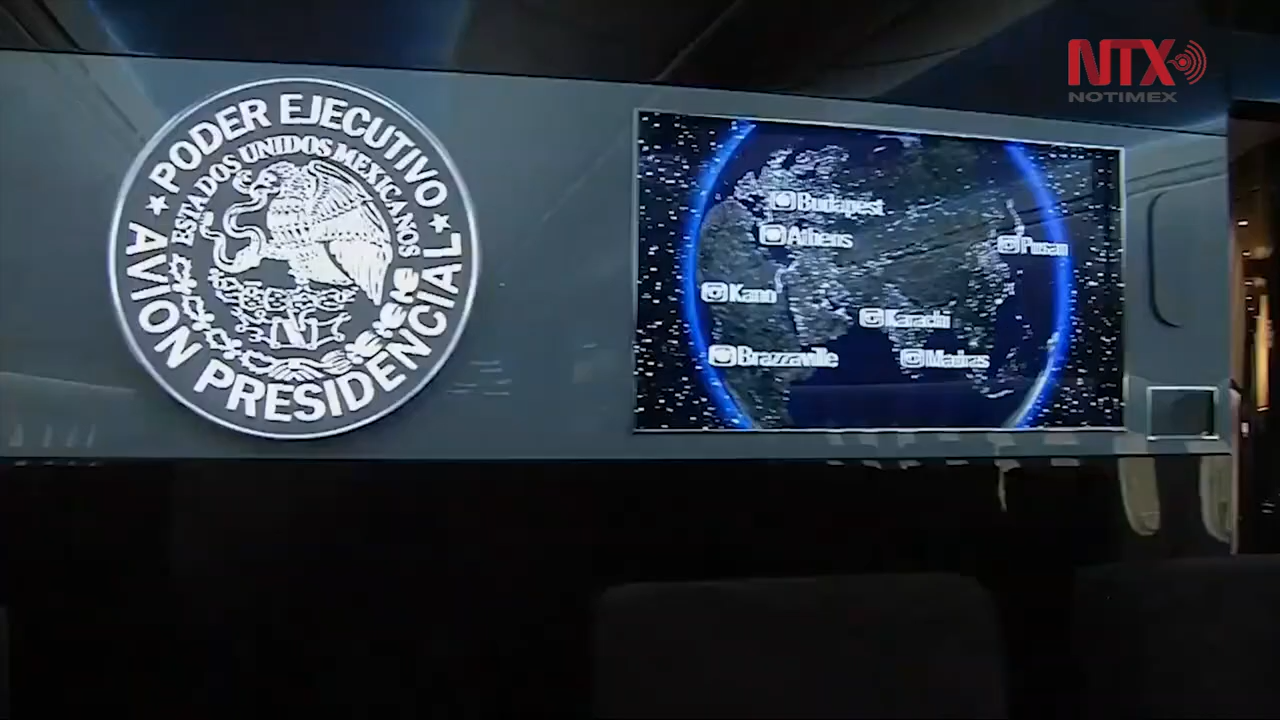 NTX
NOTIMEX
PODER EJECUTIVO
ESTADOS UNIDOS MEXICANOS
AVION PRESIDENCIAL
Budapest
Athens
Pusan
Kano
Karachi
Brazzaville
Madras